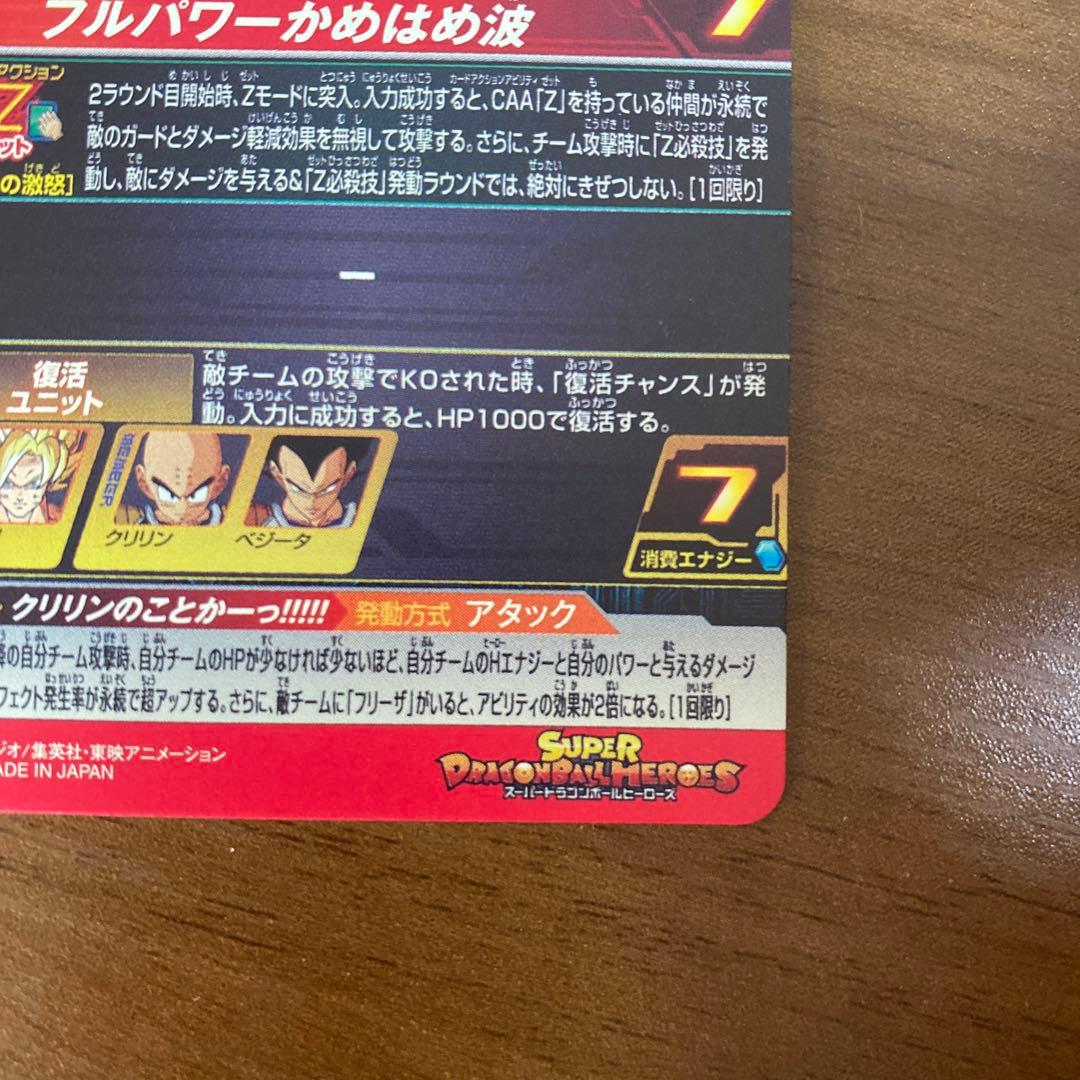 フルパワーかめはめ波
7
アクション
2ラウンド目開始時、Zモードに突入。入力成功すると、CAA「Z」を持っている仲間が永続で
敵のガードとダメージ軽減効果を無視して攻撃する。さらに、チーム攻撃時に「Z必殺技」を発
ット
の激怒]
動し、敵にダメージを与える&「Z必殺技」発動ラウンドでは、絶対にきぜつしない。[1回限り]
ー
復活
ユニット
敵チームの攻撃でKOされた時、「復活チャンス」が発
動。入力に成功すると、HP1000で復活する。
MEMBER
クリリン
ベジータ
7
消費エナジー
クリリンのことかーっ!!!!!
発動方式 アタック
の自分チーム攻撃時、自分チームのHPが少なければ少ないほど、自分チームのHエナジーと自分のパワーと与えるダメージ
フェクト発生率が永続で超アップする。さらに、敵チームに「フリーザ」がいると、アビリティの効果が2倍になる。[1回限り]
ジオ/集英社・東映アニメーション
ADE IN JAPAN
SUPER
DRAGONBALL HEROES
スーパードラゴンボールヒーローズ